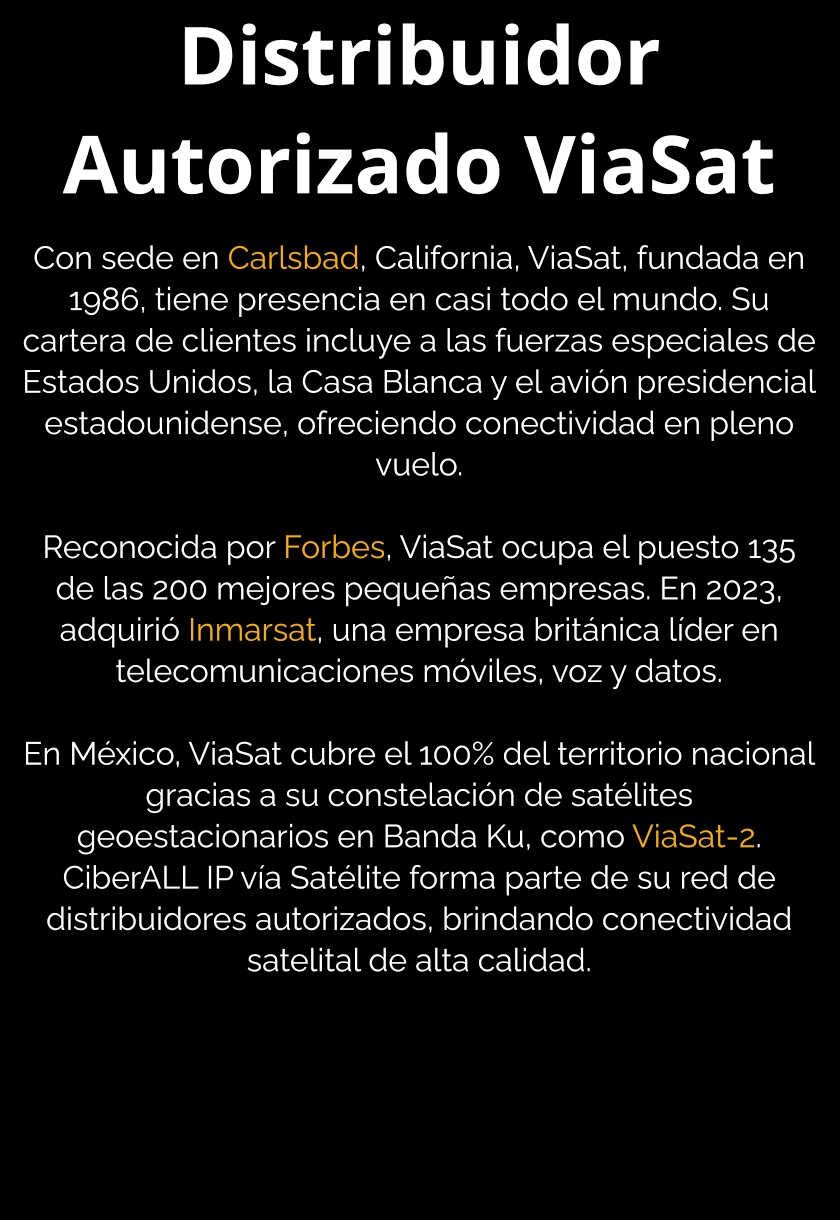 Distribuidor
Autorizado ViaSat
Con sede en Carlsbad, California, ViaSat, fundada en
1986, tiene presencia en casi todo el mundo. Su
cartera de clientes incluye a las fuerzas especiales de
Estados Unidos, la Casa Blanca y el avión presidencial
estadounidense, ofreciendo conectividad en pleno
vuelo.
Reconocida por Forbes, ViaSat ocupa el puesto 135
de las 200 mejores pequeñas empresas. En 2023,
adquirió Inmarsat, una empresa británica líder en
telecomunicaciones móviles, voz y datos.
En México, ViaSat cubre el 100% del territorio nacional
gracias a su constelación de satélites
geoestacionarios en Banda Ku, como ViaSat-2.
CiberALL IP vía Satélite forma parte de su red de
distribuidores autorizados, brindando conectividad
satelital de alta calidad.